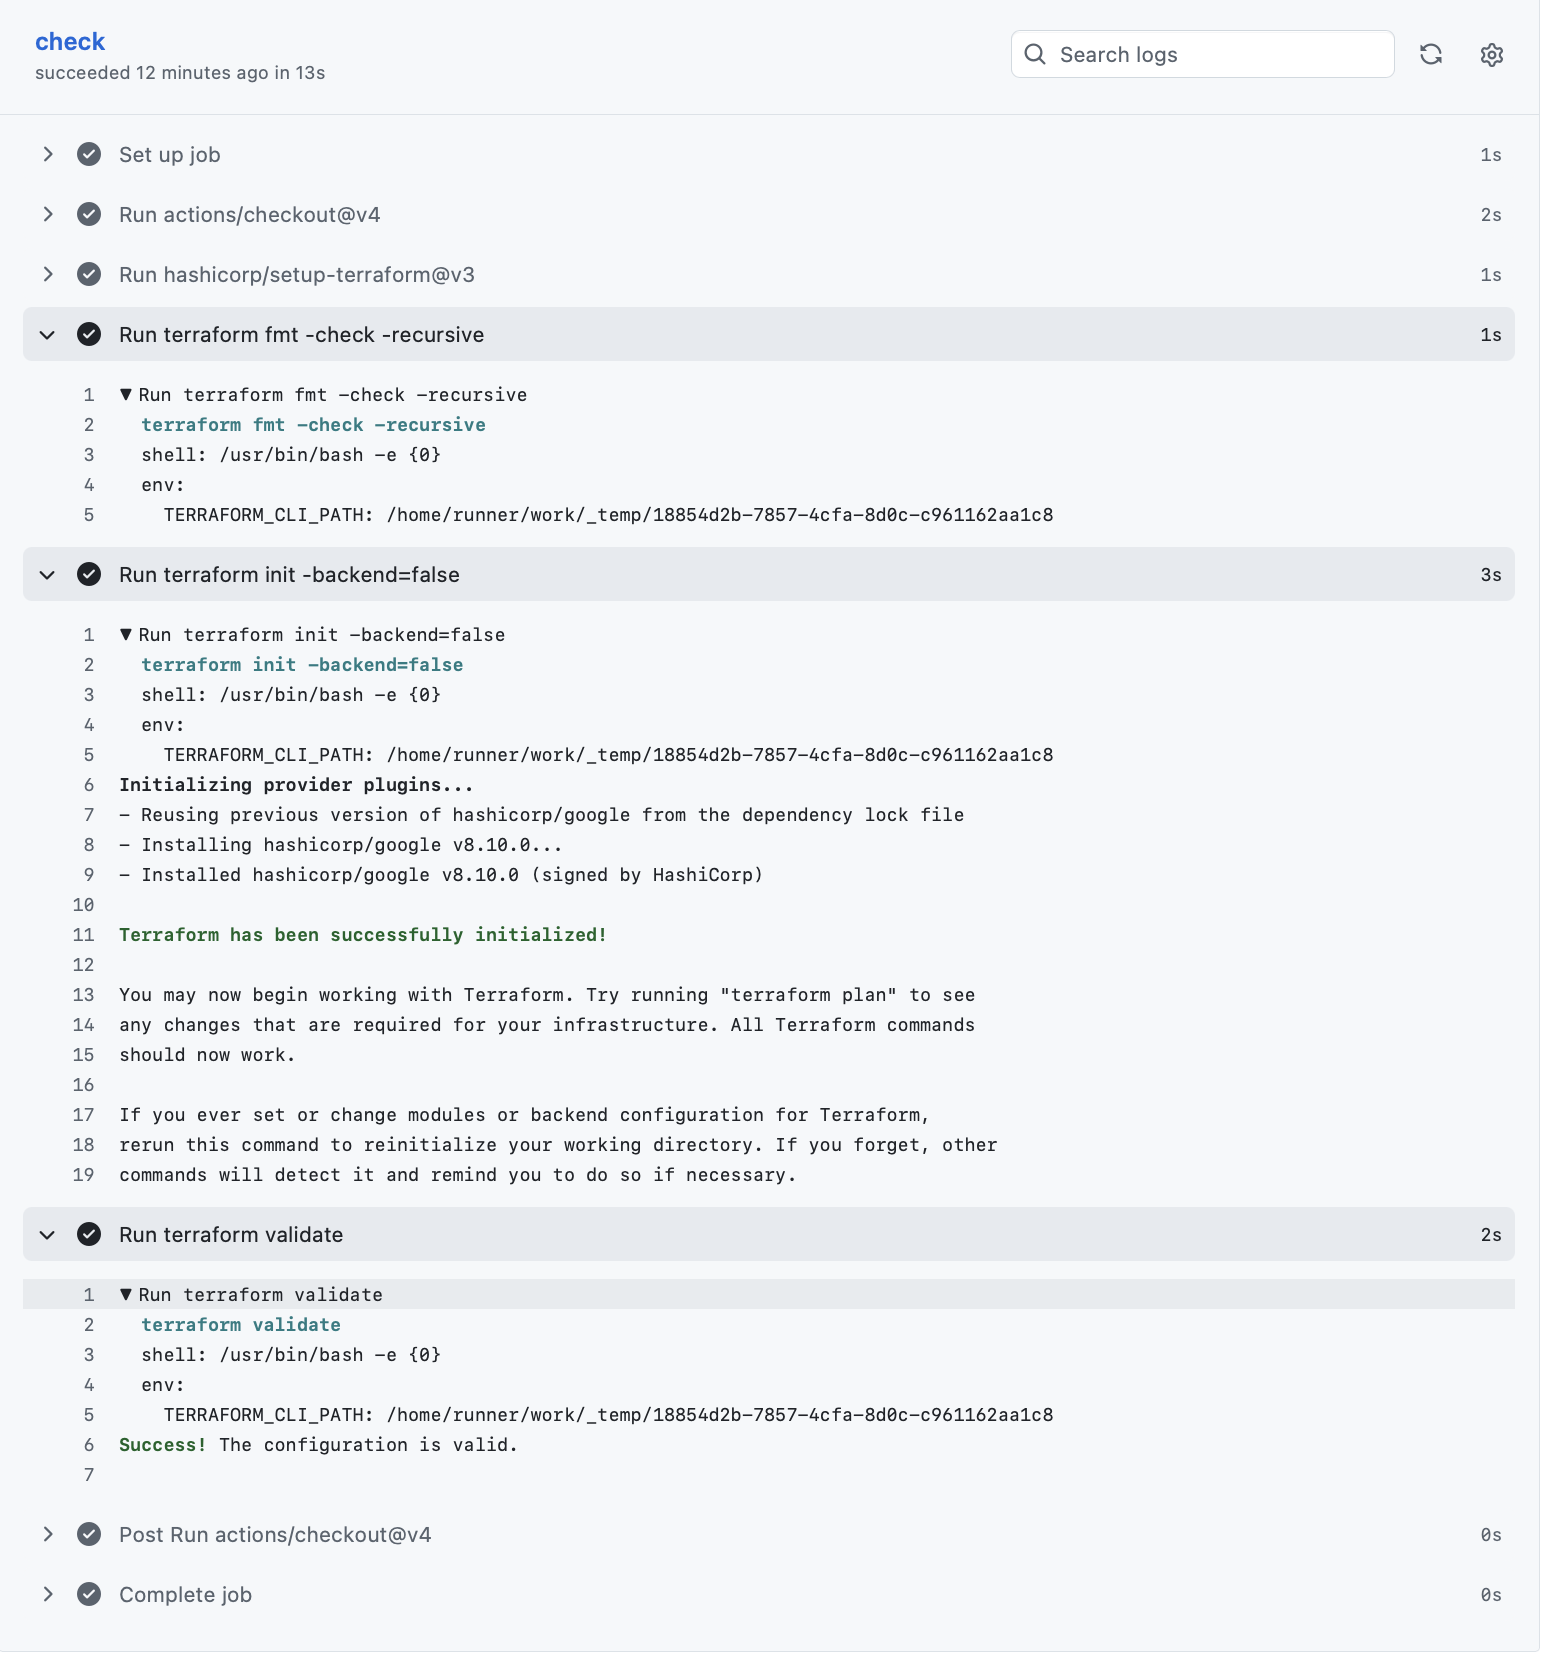 check
succeeded 12 minutes ago in 13s
Search logs
Set up job 1s
Run actions/checkout@v4 2s
Run hashicorp/setup-terraform@v3 1s
Run terraform fmt -check -recursive 1s
1 ▼ Run terraform fmt -check -recursive
2 terraform fmt -check -recursive
3 shell: /usr/bin/bash -e {0}
4 env:
5 TERRAFORM_CLI_PATH: /home/runner/work/_temp/18854d2b-7857-4cfa-8d0c-c961162aa1c8
Run terraform init -backend=false 3s
1 ▼ Run terraform init -backend=false
2 terraform init -backend=false
3 shell: /usr/bin/bash -e {0}
4 env:
5 TERRAFORM_CLI_PATH: /home/runner/work/_temp/18854d2b-7857-4cfa-8d0c-c961162aa1c8
6 Initializing provider plugins...
7 - Reusing previous version of hashicorp/google from the dependency lock file
8 - Installing hashicorp/google v8.10.0...
9 - Installed hashicorp/google v8.10.0 (signed by HashiCorp)
10
11 Terraform has been successfully initialized!
12
13 You may now begin working with Terraform. Try running "terraform plan" to see
14 any changes that are required for your infrastructure. All Terraform commands
15 should now work.
16
17 If you ever set or change modules or backend configuration for Terraform,
18 rerun this command to reinitialize your working directory. If you forget, other
19 commands will detect it and remind you to do so if necessary.
Run terraform validate 2s
1 ▼ Run terraform validate
2 terraform validate
3 shell: /usr/bin/bash -e {0}
4 env:
5 TERRAFORM_CLI_PATH: /home/runner/work/_temp/18854d2b-7857-4cfa-8d0c-c961162aa1c8
6 Success! The configuration is valid.
7
Post Run actions/checkout@v4 0s
Complete job 0s